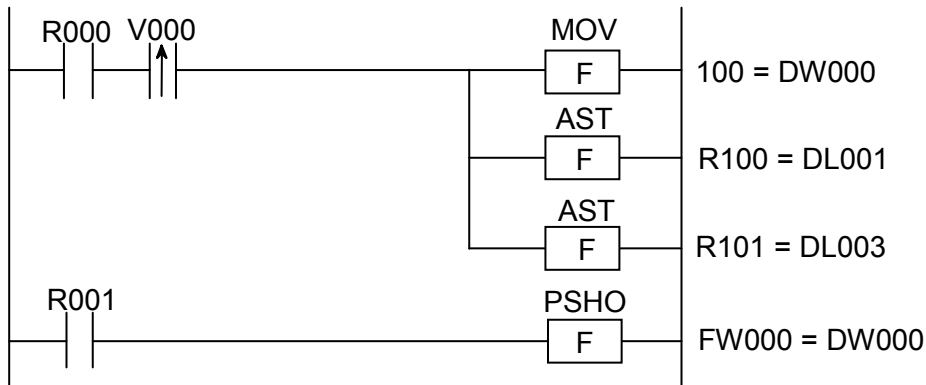 R000 V000 MOV
F 100 = DW000
AST
F R100 = DL001
AST
F R101 = DL003
R001 PSHO
F FW000 = DW000